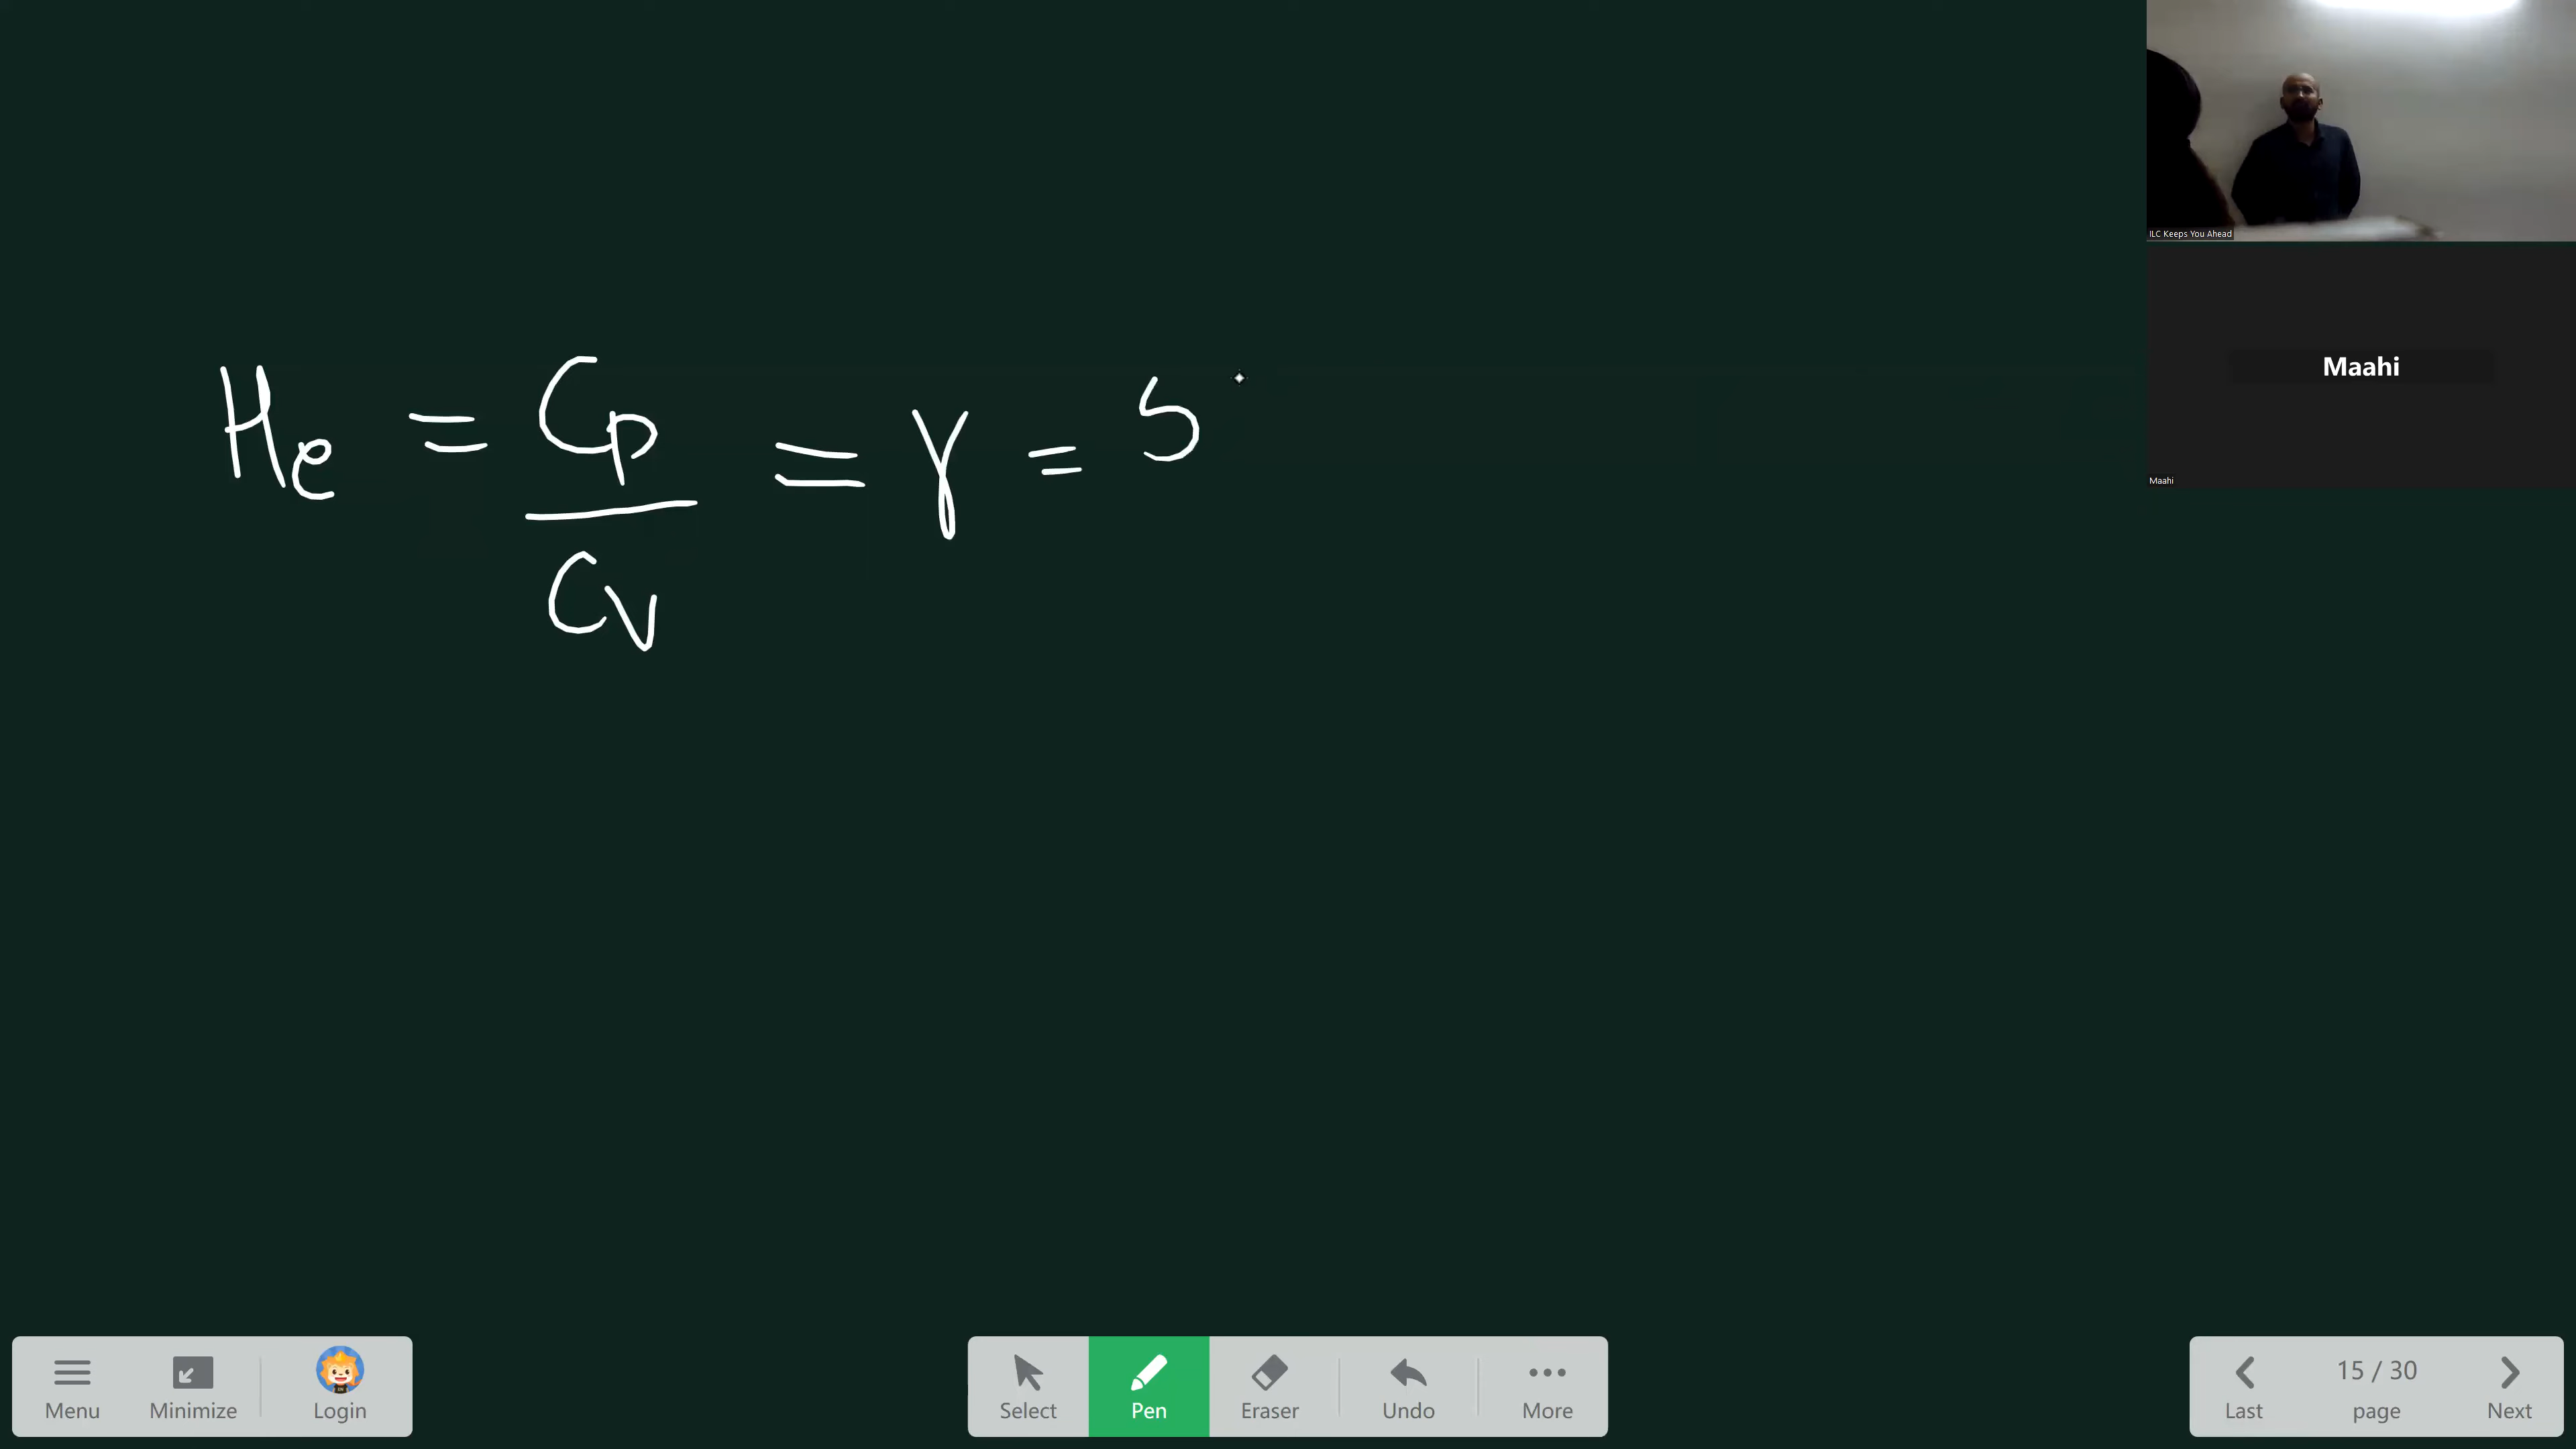 ILC Keeps You Ahead
Maahi
Maahi
He = Cp / Cv = γ = 5
Menu Minimize Login
Select Pen Eraser Undo More
15 / 30
Last page Next